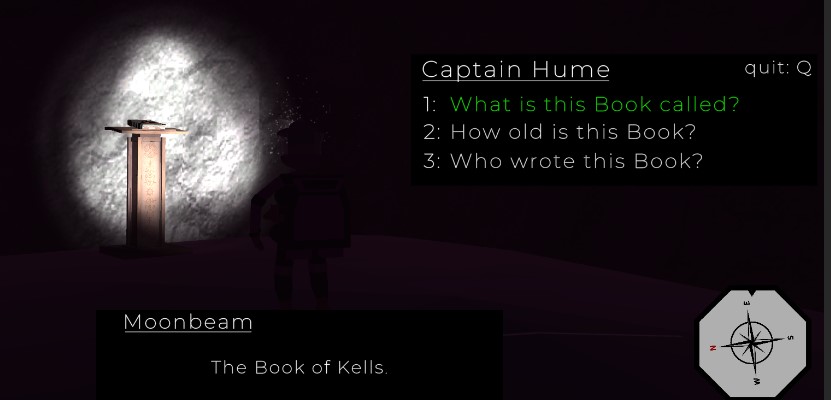 Captain Hume
quit: Q
1: What is this Book called?
2: How old is this Book?
3: Who wrote this Book?
Moonbeam
The Book of Kells.
E
N
S
W